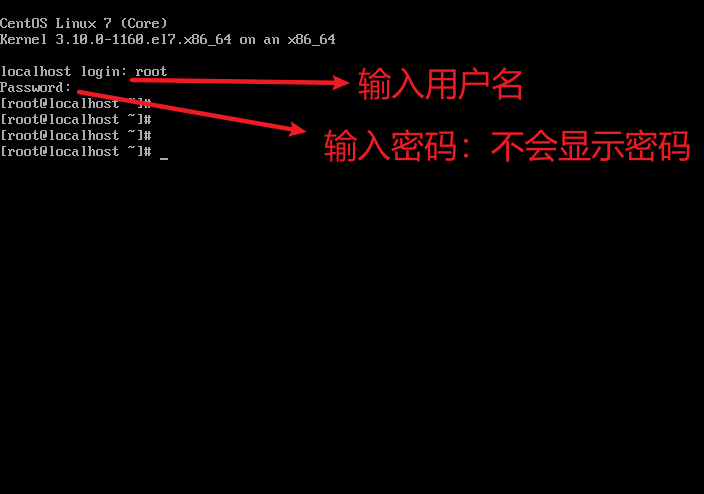 CentOS Linux 7 (Core)
Kernel 3.10.0-1160.el7.x86_64 on an x86_64
localhost login: root
输入用户名
Password:
[root@localhost ~]#
[root@localhost ~]#
[root@localhost ~]#
输入密码：不会显示密码
[root@localhost ~]# _